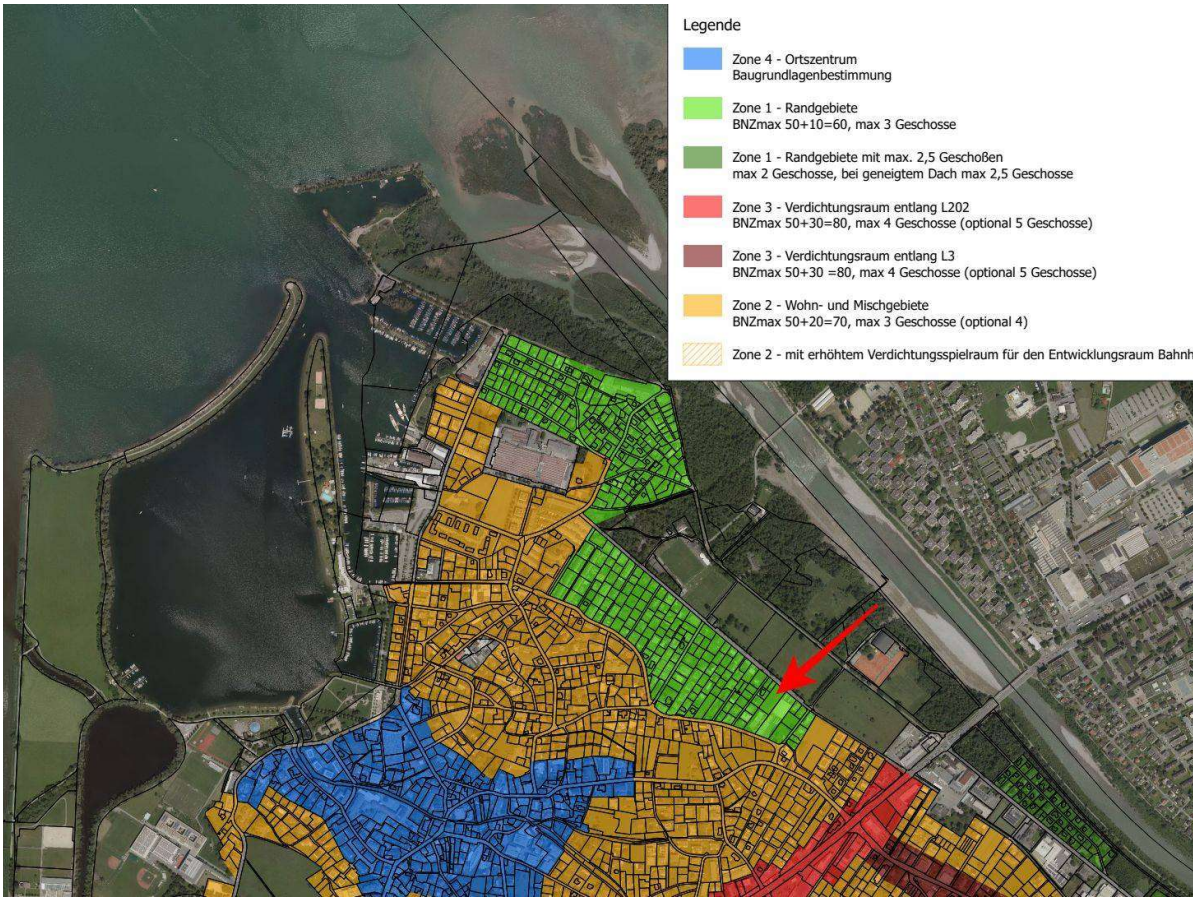 Legende
Zone 4 - Ortszentrum
Baugrundlagenbestimmung
Zone 1 - Randgebiete
BNZmax 50+10=60, max 3 Geschosse
Zone 1 - Randgebiete mit max. 2,5 Geschoßen
max 2 Geschosse, bei geneigtem Dach max 2,5 Geschosse
Zone 3 - Verdichtungsraum entlang L202
BNZmax 50+30=80, max 4 Geschosse (optional 5 Geschosse)
Zone 3 - Verdichtungsraum entlang L3
BNZmax 50+30 =80, max 4 Geschosse (optional 5 Geschosse)
Zone 2 - Wohn- und Mischgebiete
BNZmax 50+20=70, max 3 Geschosse (optional 4)
Zone 2 - mit erhöhtem Verdichtungsspielraum für den Entwicklungsraum Bahnh